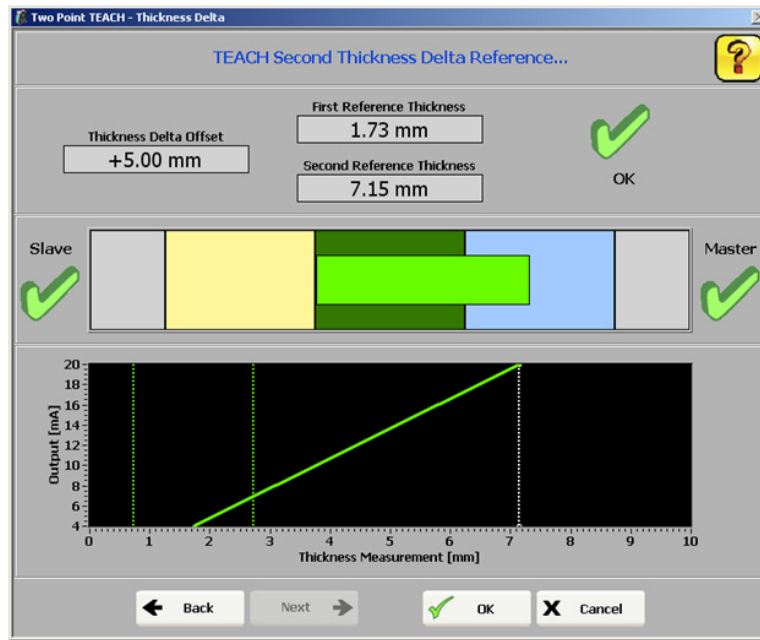 Two Point TEACH - Thickness Delta
TEACH Second Thickness Delta Reference...
?
First Reference Thickness
1.73 mm
Thickness Delta Offset
+5.00 mm
Second Reference Thickness
7.15 mm
OK
Slave
Master
20
18
16
14
12
10
8
6
4
Output [mA]
0 1 2 3 4 5 6 7 8 9 10
Thickness Measurement [mm]
Back Next OK X Cancel